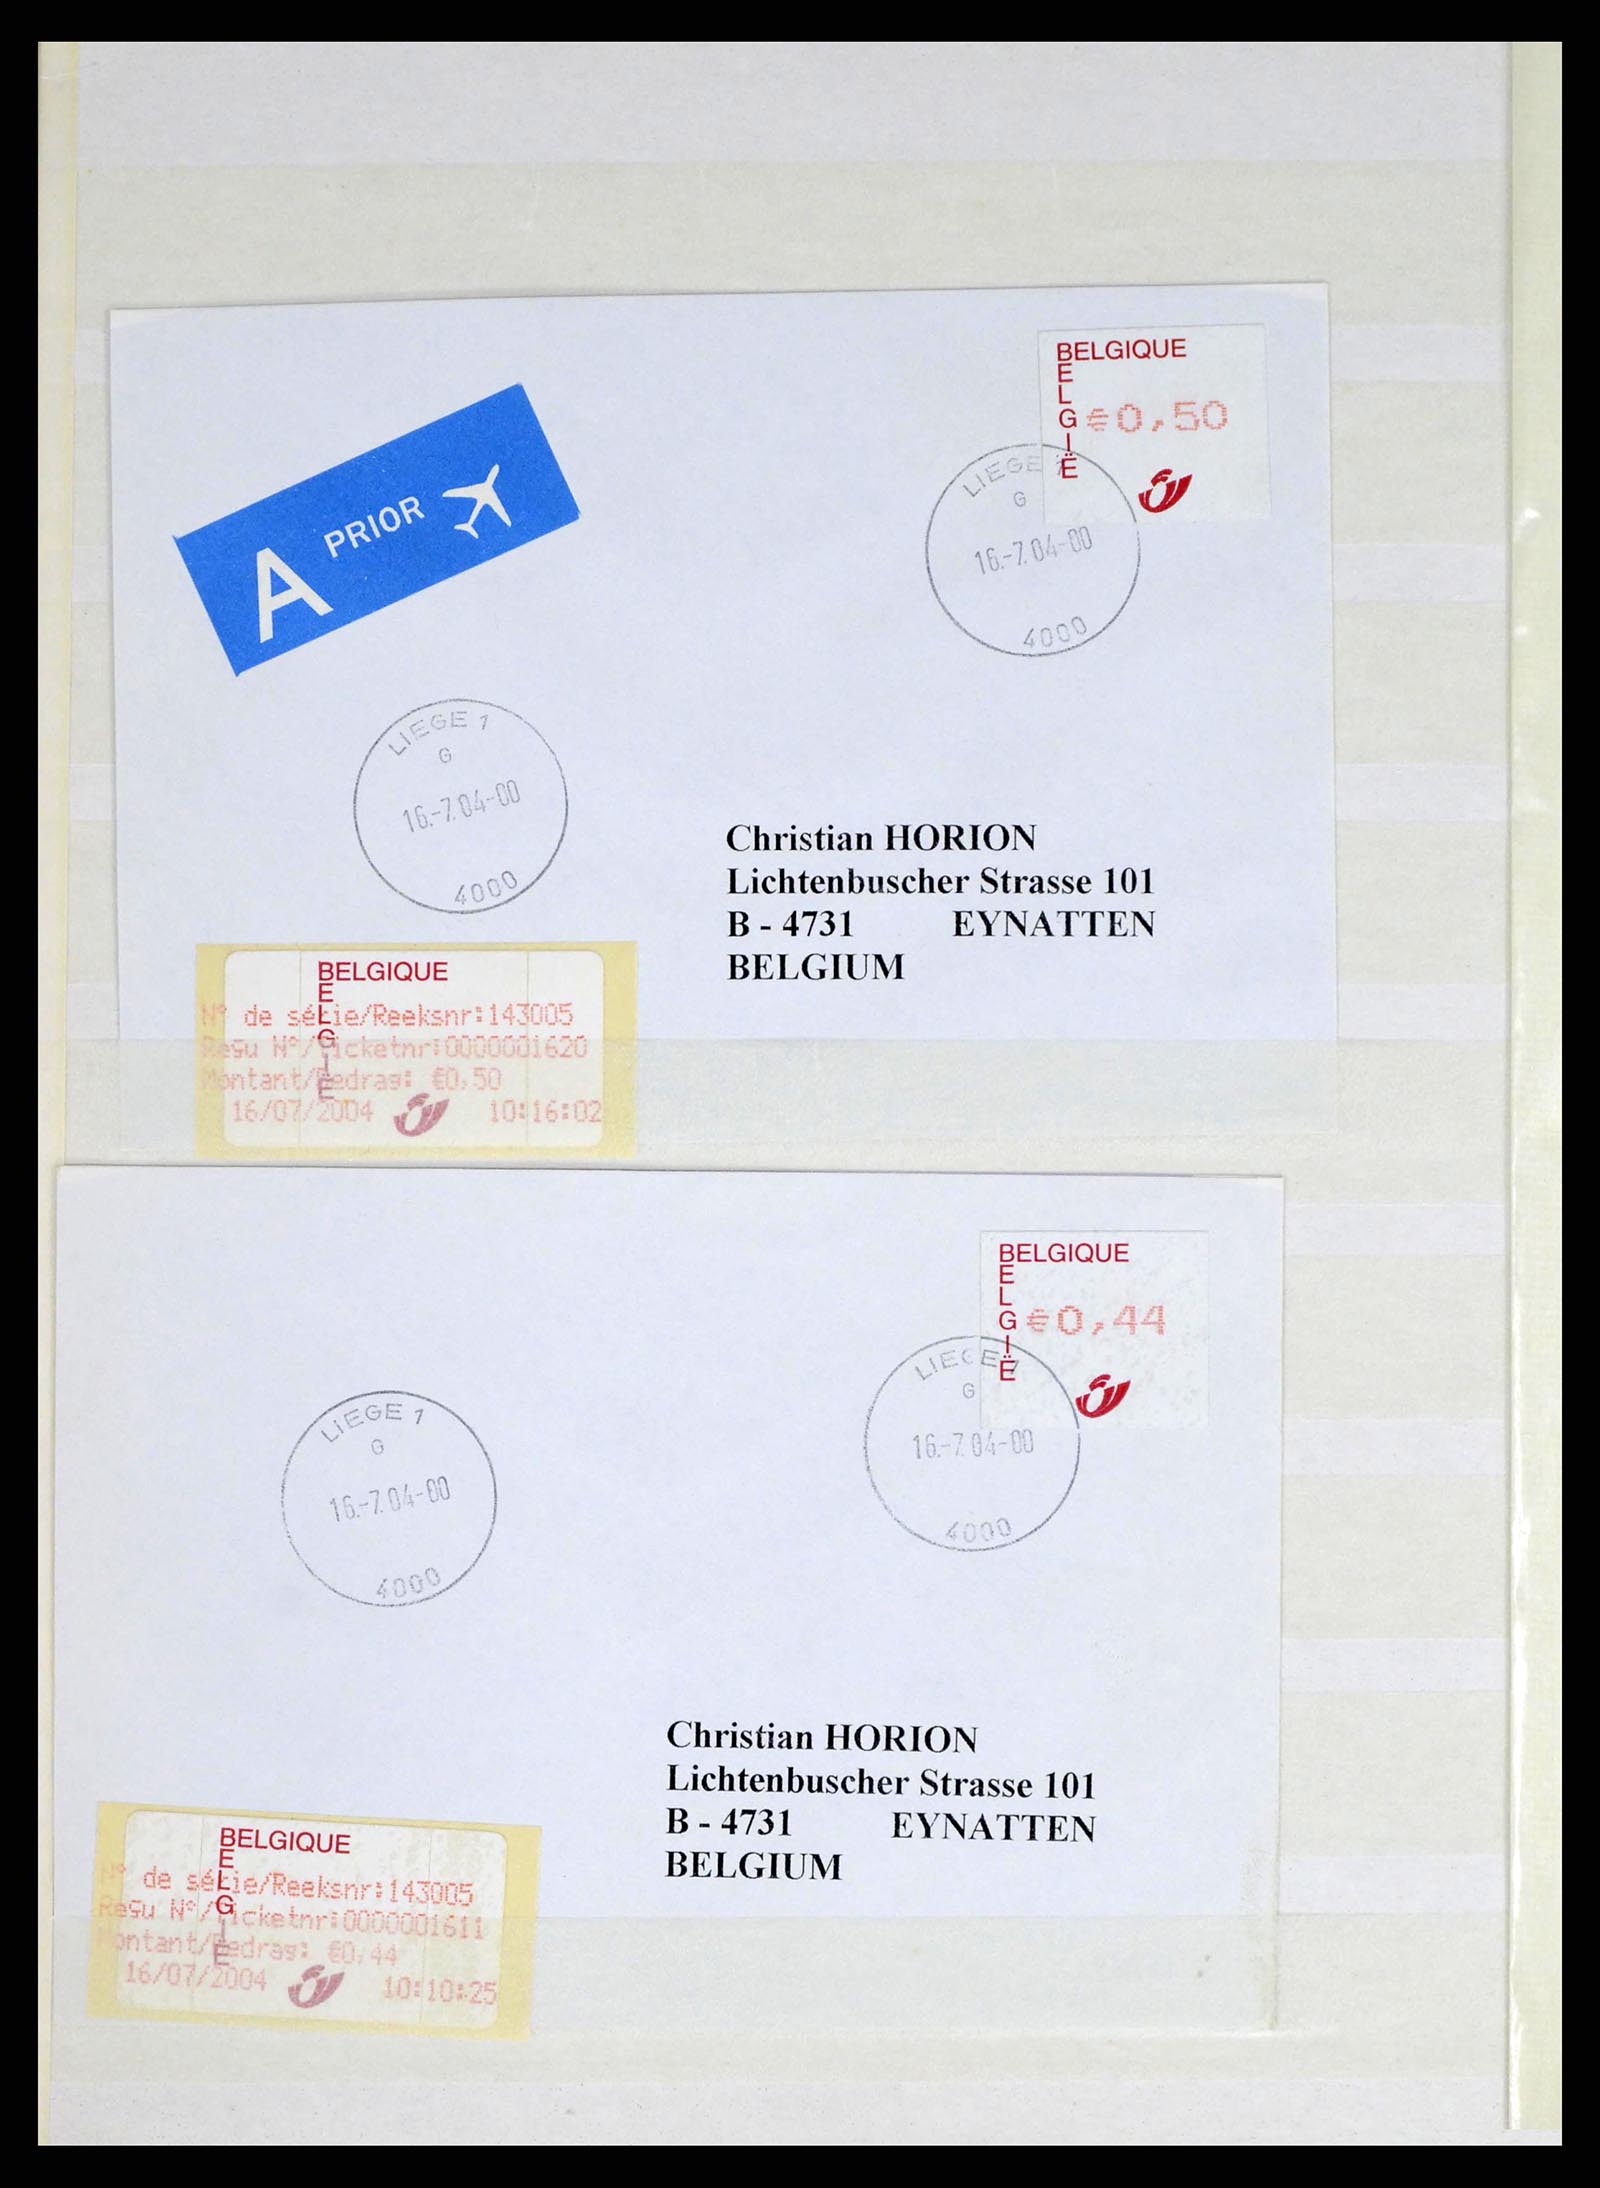 BELGIQUE
BELGIË
€0,50
A PRIOR
LIEGE 1
G
16.-7.04-00
4000
LIEGE 1
G
16.-7.04-00
4000
Christian HORION
Lichtenbuscher Strasse 101
B - 4731 EYNATTEN
BELGIUM
BELGIQUE
BELGIË
N° de série/Reeksnr:143005
Reçu N°/Ticketnr:0000001620
Montant/Bedrag: €0,50
16/07/2004 10:16:02
BELGIQUE
BELGIË
€0,44
LIEGE 1
G
16.-7.04-00
4000
LIEGE 1
G
16.-7.04-00
4000
Christian HORION
Lichtenbuscher Strasse 101
B - 4731 EYNATTEN
BELGIUM
BELGIQUE
BELGIË
N° de série/Reeksnr:143005
Reçu N°/Ticketnr:0000001611
Montant/Bedrag: €0,44
16/07/2004 10:10:25